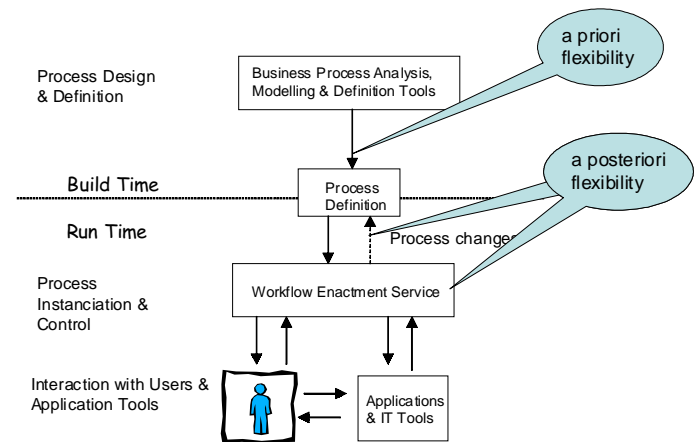 a priori
flexibility
Process Design
& Definition
Business Process Analysis,
Modelling & Definition Tools
a posteriori
flexibility
Build Time
Process
Definition
Run Time
Process changes
Process
Instanciation &
Control
Workflow Enactment Service
Interaction with Users &
Application Tools
Applications
& IT Tools